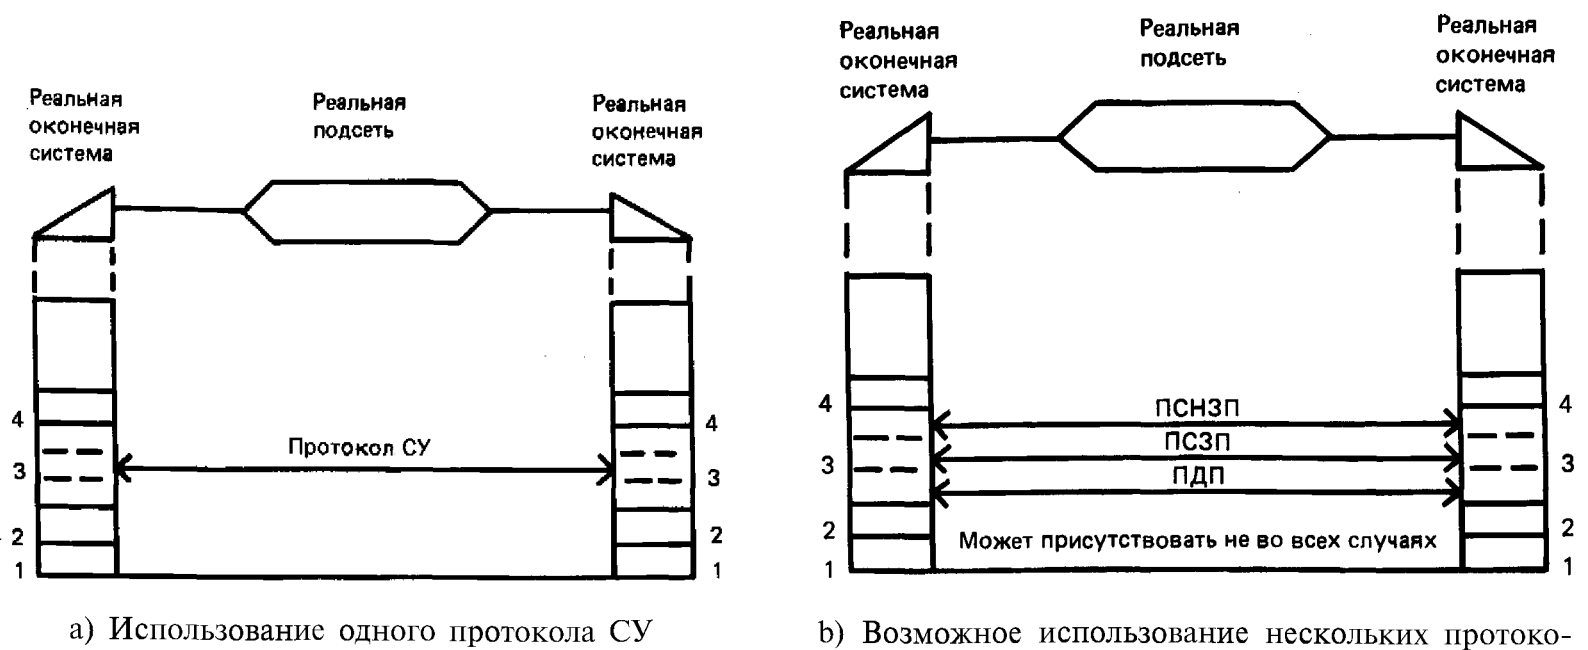 Реальная
оконечная
система
Реальная
подсеть
Реальная
оконечная
система
4
3
2
1
Протокол СУ
4
3
2
1
а) Использование одного протокола СУ
Реальная
оконечная
система
Реальная
подсеть
Реальная
оконечная
система
4
3
2
1
ПСНЗП
ПСЗП
ПДП
Может присутствовать не во всех случаях
4
3
2
1
b) Возможное использование нескольких протоко-